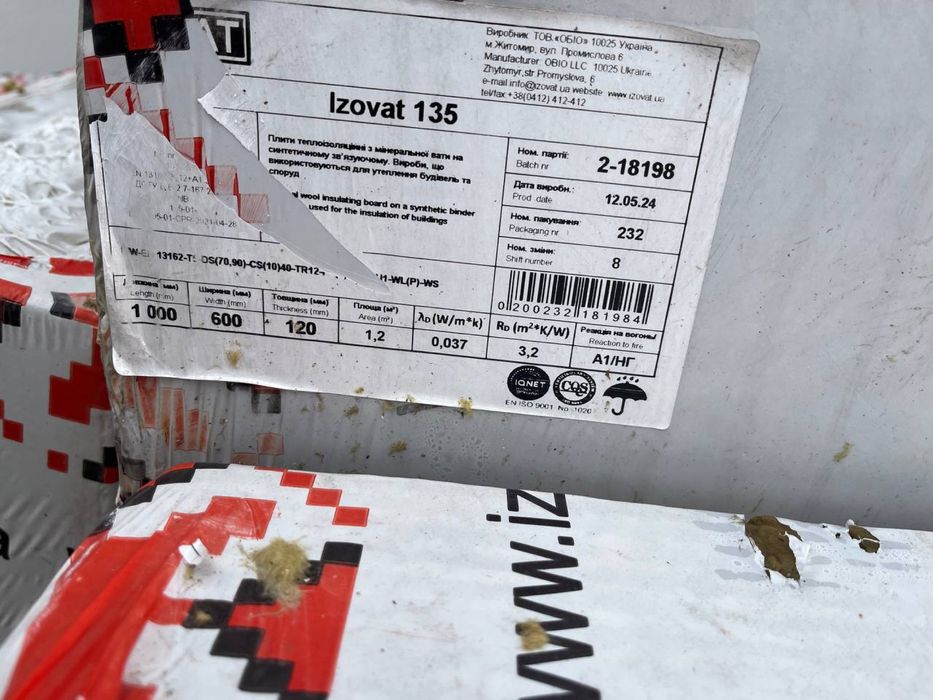 АТ
Виробник ТОВ «ОБІО» 10025 Україна
м.Житомир, вул. Промислова 6
Manufacturer OBIO LLC 10025 Ukraine
Zhytomyr,str Promyslova, 6
e-mail info@izovat.ua website www.izovat.ua
tel/fax +38(0412) 412-412
Izovat 135
Плити теплоізоляційні з мінеральної вати на
синтетичному зв'язуючому. Вироби, що
використовуються для утеплення будівель та
споруд
wool insulating board on a synthetic binder
used for the insulation of buildings
Ном. партії:
Batch nr
2-18198
Дата виробн.:
Prod. date
12.05.24
Ном. пакування
Packaging nr
232
Ном. зміни:
Shift number
8
13162-T5-DS(70,90)-CS(10)40-TR12-
-WL(P)-WS
0 200232 181984
Довжина (мм)
Length (mm)
1 000
Ширина (мм)
Width (mm)
600
Товщина (мм)
Thickness (mm)
120
Площа (м²)
Area (m²)
1,2
λD (W/m*k)
0,037
RD (m²*K/W)
3,2
Реакція на вогонь/
Reaction to fire
А1/НГ
IQNET
CQS
EN ISO 9001
www.iz